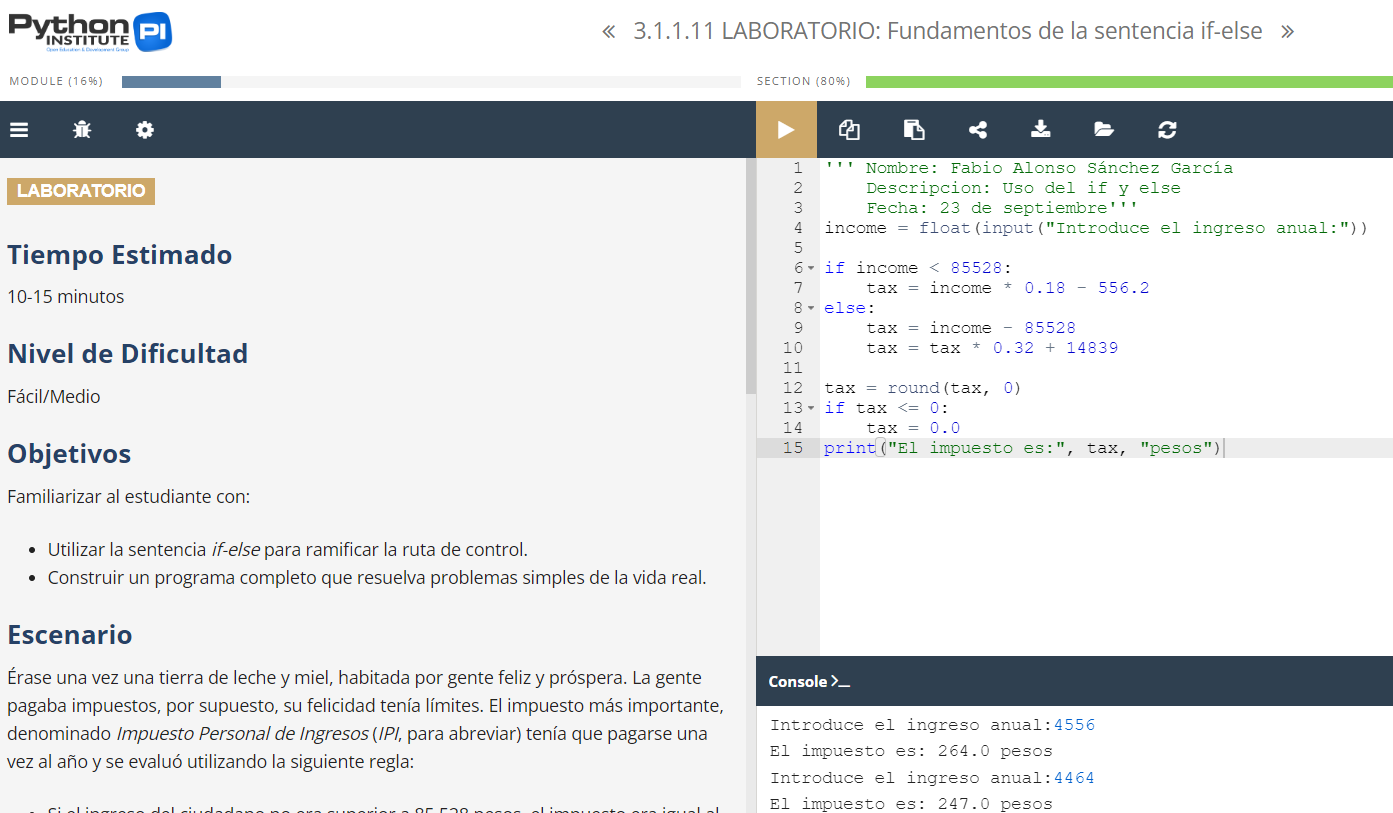 Python
INSTITUTE
Open Education & Development Group
PI
« 3.1.1.11 LABORATORIO: Fundamentos de la sentencia if-else »
MODULE (16%)
SECTION (80%)
LABORATORIO
Tiempo Estimado
10-15 minutos
Nivel de Dificultad
Fácil/Medio
Objetivos
Familiarizar al estudiante con:
• Utilizar la sentencia if-else para ramificar la ruta de control.
• Construir un programa completo que resuelva problemas simples de la vida real.
Escenario
Érase una vez una tierra de leche y miel, habitada por gente feliz y próspera. La gente
pagaba impuestos, por supuesto, su felicidad tenía límites. El impuesto más importante,
denominado Impuesto Personal de Ingresos (IPI, para abreviar) tenía que pagarse una
vez al año y se evaluó utilizando la siguiente regla:
• Si el ingreso del ciudadano no era superior a 85,528 pesos, el impuesto era igual al
1 ''' Nombre: Fabio Alonso Sánchez García
2     Descripcion: Uso del if y else
3     Fecha: 23 de septiembre'''
4 income = float(input("Introduce el ingreso anual:"))
5
6 if income < 85528:
7     tax = income * 0.18 - 556.2
8 else:
9     tax = income - 85528
10     tax = tax * 0.32 + 14839
11
12 tax = round(tax, 0)
13 if tax <= 0:
14     tax = 0.0
15 print("El impuesto es:", tax, "pesos")
Console >_
Introduce el ingreso anual:4556
El impuesto es: 264.0 pesos
Introduce el ingreso anual:4464
El impuesto es: 247.0 pesos